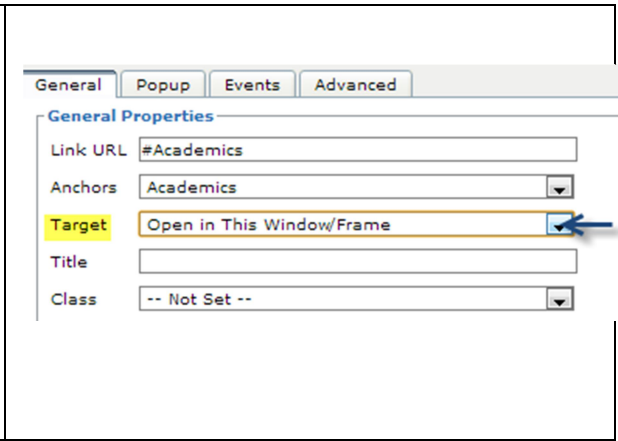 General Popup Events Advanced
General Properties
Link URL #Academics
Anchors Academics
Target Open in This Window/Frame
Title
Class -- Not Set --